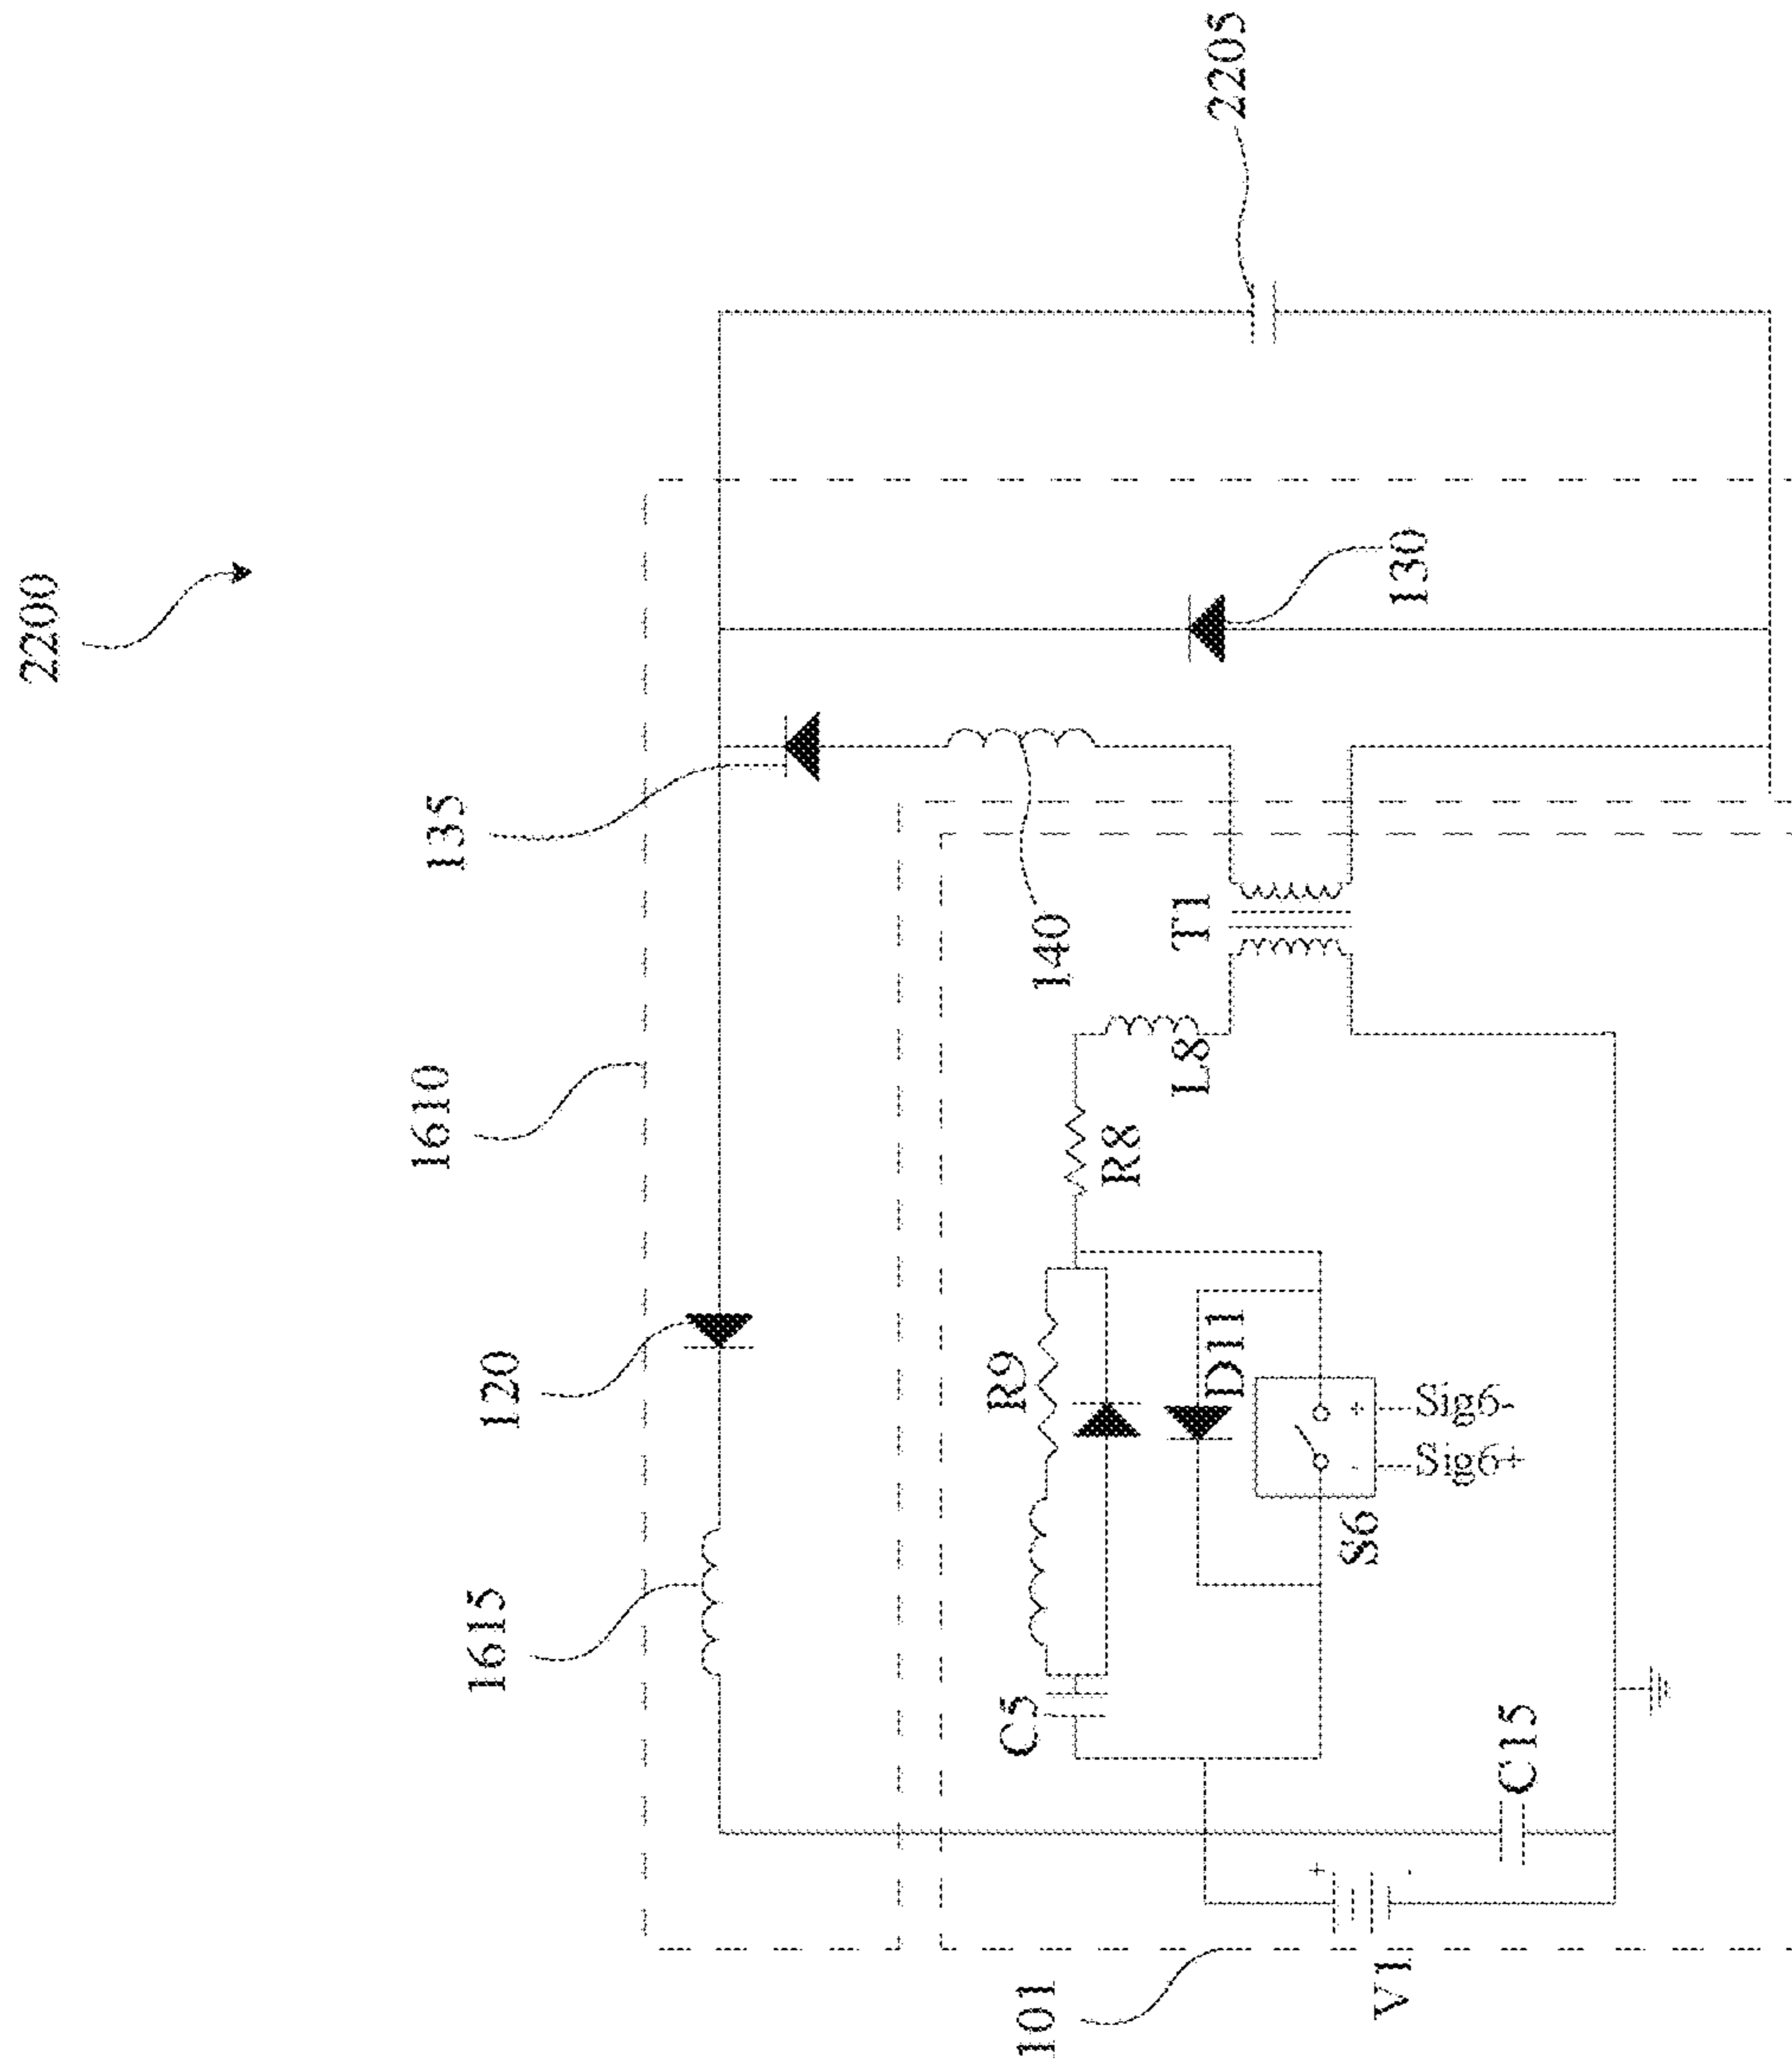 2200
2205
135
130
1610
140
T1
120
L8
R8
1615
R9
D11
Sig6-
Sig6+
C5
S6
C15
+
-
+
-
101
V1